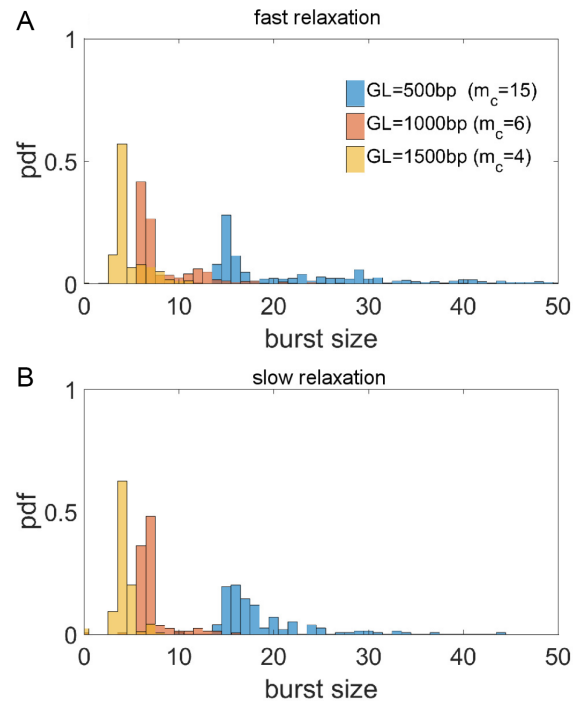 A
fast relaxation
1
0.5
0
pdf
GL=500bp (m_c=15)
GL=1000bp (m_c=6)
GL=1500bp (m_c=4)
0 10 20 30 40 50
burst size
B
slow relaxation
1
0.5
0
pdf
0 10 20 30 40 50
burst size